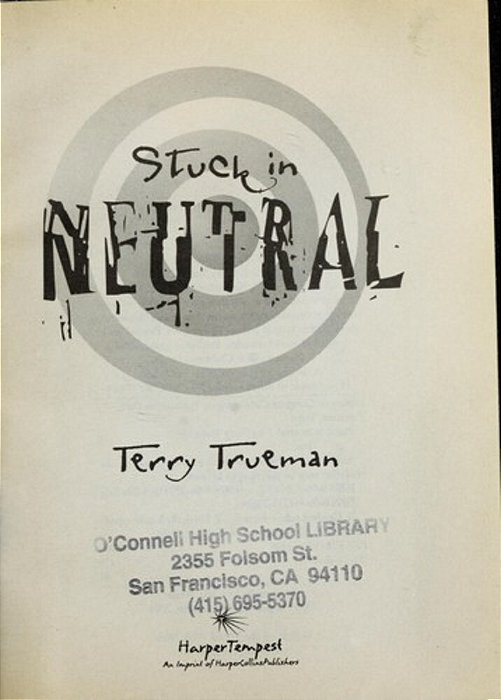 Stuck in
NEUTRAL
Terry Trueman
O'Connell High School LIBRARY
2355 Folsom St.
San Francisco, CA 94110
(415) 695-5370
HarperTempest
An Imprint of HarperCollinsPublishers